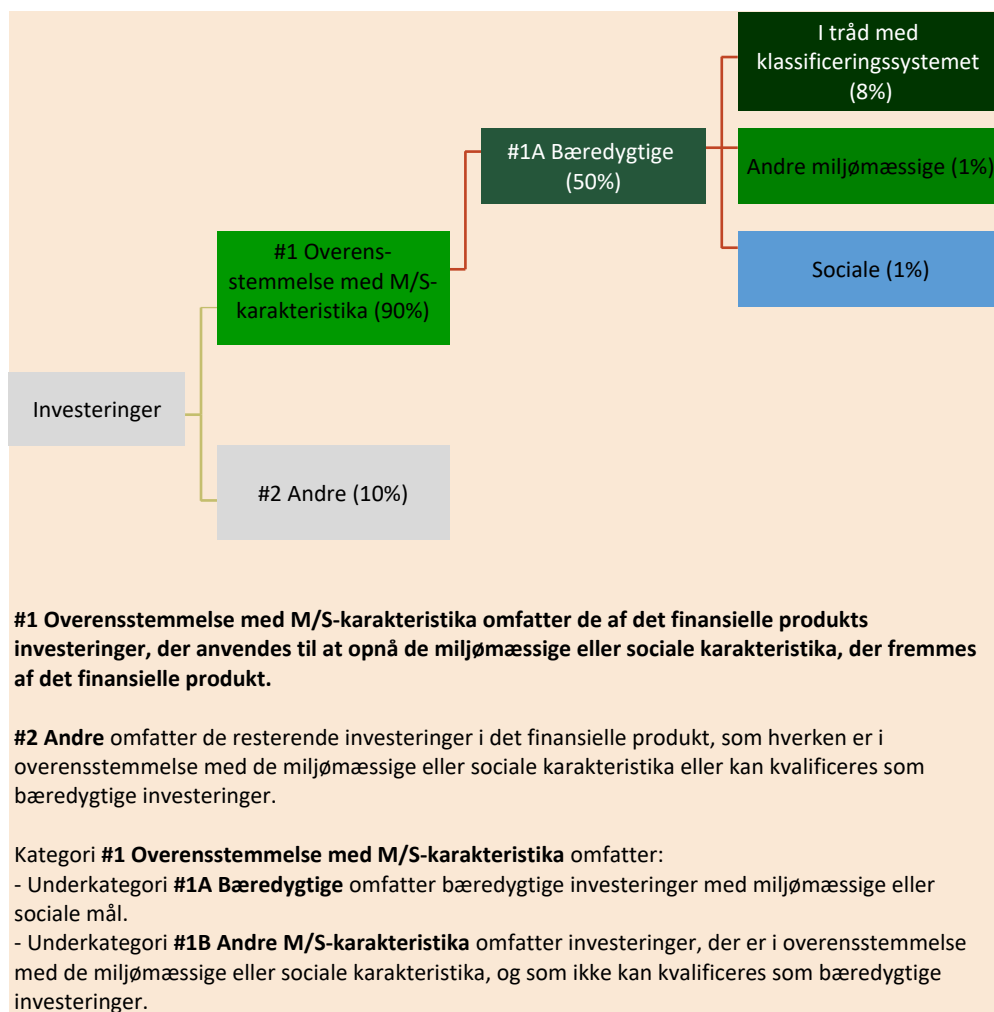 I tråd med
klassificeringssystemet
(8%)
#1A Bæredygtige
(50%)
Andre miljømæssige (1%)
#1 Overens-
stemmelse med M/S-
karakteristika (90%)
Sociale (1%)
Investeringer
#2 Andre (10%)
#1 Overensstemmelse med M/S-karakteristika omfatter de af det finansielle produkts
investeringer, der anvendes til at opnå de miljømæssige eller sociale karakteristika, der fremmes
af det finansielle produkt.
#2 Andre omfatter de resterende investeringer i det finansielle produkt, som hverken er i
overensstemmelse med de miljømæssige eller sociale karakteristika eller kan kvalificeres som
bæredygtige investeringer.
Kategori #1 Overensstemmelse med M/S-karakteristika omfatter:
- Underkategori #1A Bæredygtige omfatter bæredygtige investeringer med miljømæssige eller
sociale mål.
- Underkategori #1B Andre M/S-karakteristika omfatter investeringer, der er i overensstemmelse
med de miljømæssige eller sociale karakteristika, og som ikke kan kvalificeres som bæredygtige
investeringer.